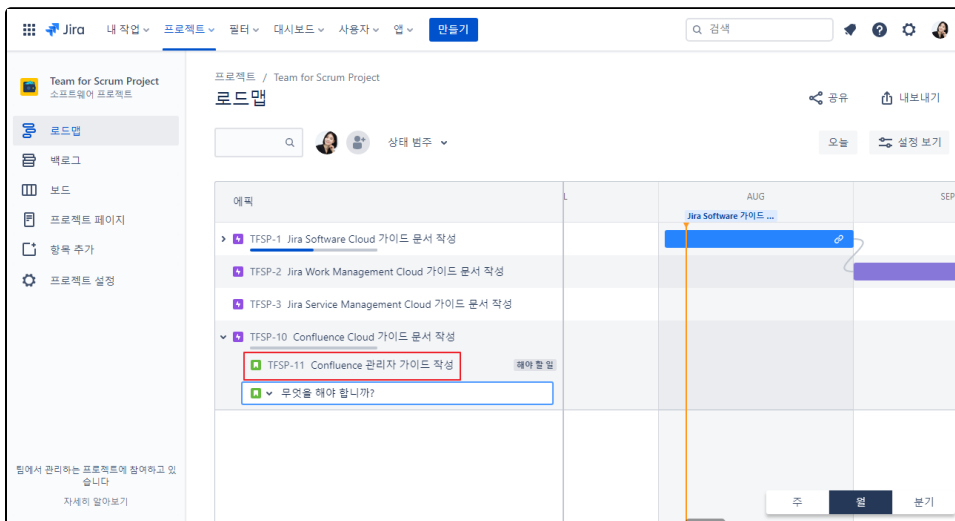 Jira 내 작업 프로젝트 필터 대시보드 사용자 앱 만들기 검색
Team for Scrum Project
소프트웨어 프로젝트
로드맵
백로그
보드
프로젝트 페이지
항목 추가
프로젝트 설정
팀에서 관리하는 프로젝트에 참여하고 있
습니다
자세히 알아보기
프로젝트 / Team for Scrum Project
로드맵
공유 내보내기
상태 범주
오늘 설정 보기
에픽
L AUG SEP
Jira Software 가이드 ...
TFSP-1 Jira Software Cloud 가이드 문서 작성
TFSP-2 Jira Work Management Cloud 가이드 문서 작성
TFSP-3 Jira Service Management Cloud 가이드 문서 작성
TFSP-10 Confluence Cloud 가이드 문서 작성
TFSP-11 Confluence 관리자 가이드 작성 해야 할 일
무엇을 해야 합니까?
주 월 분기